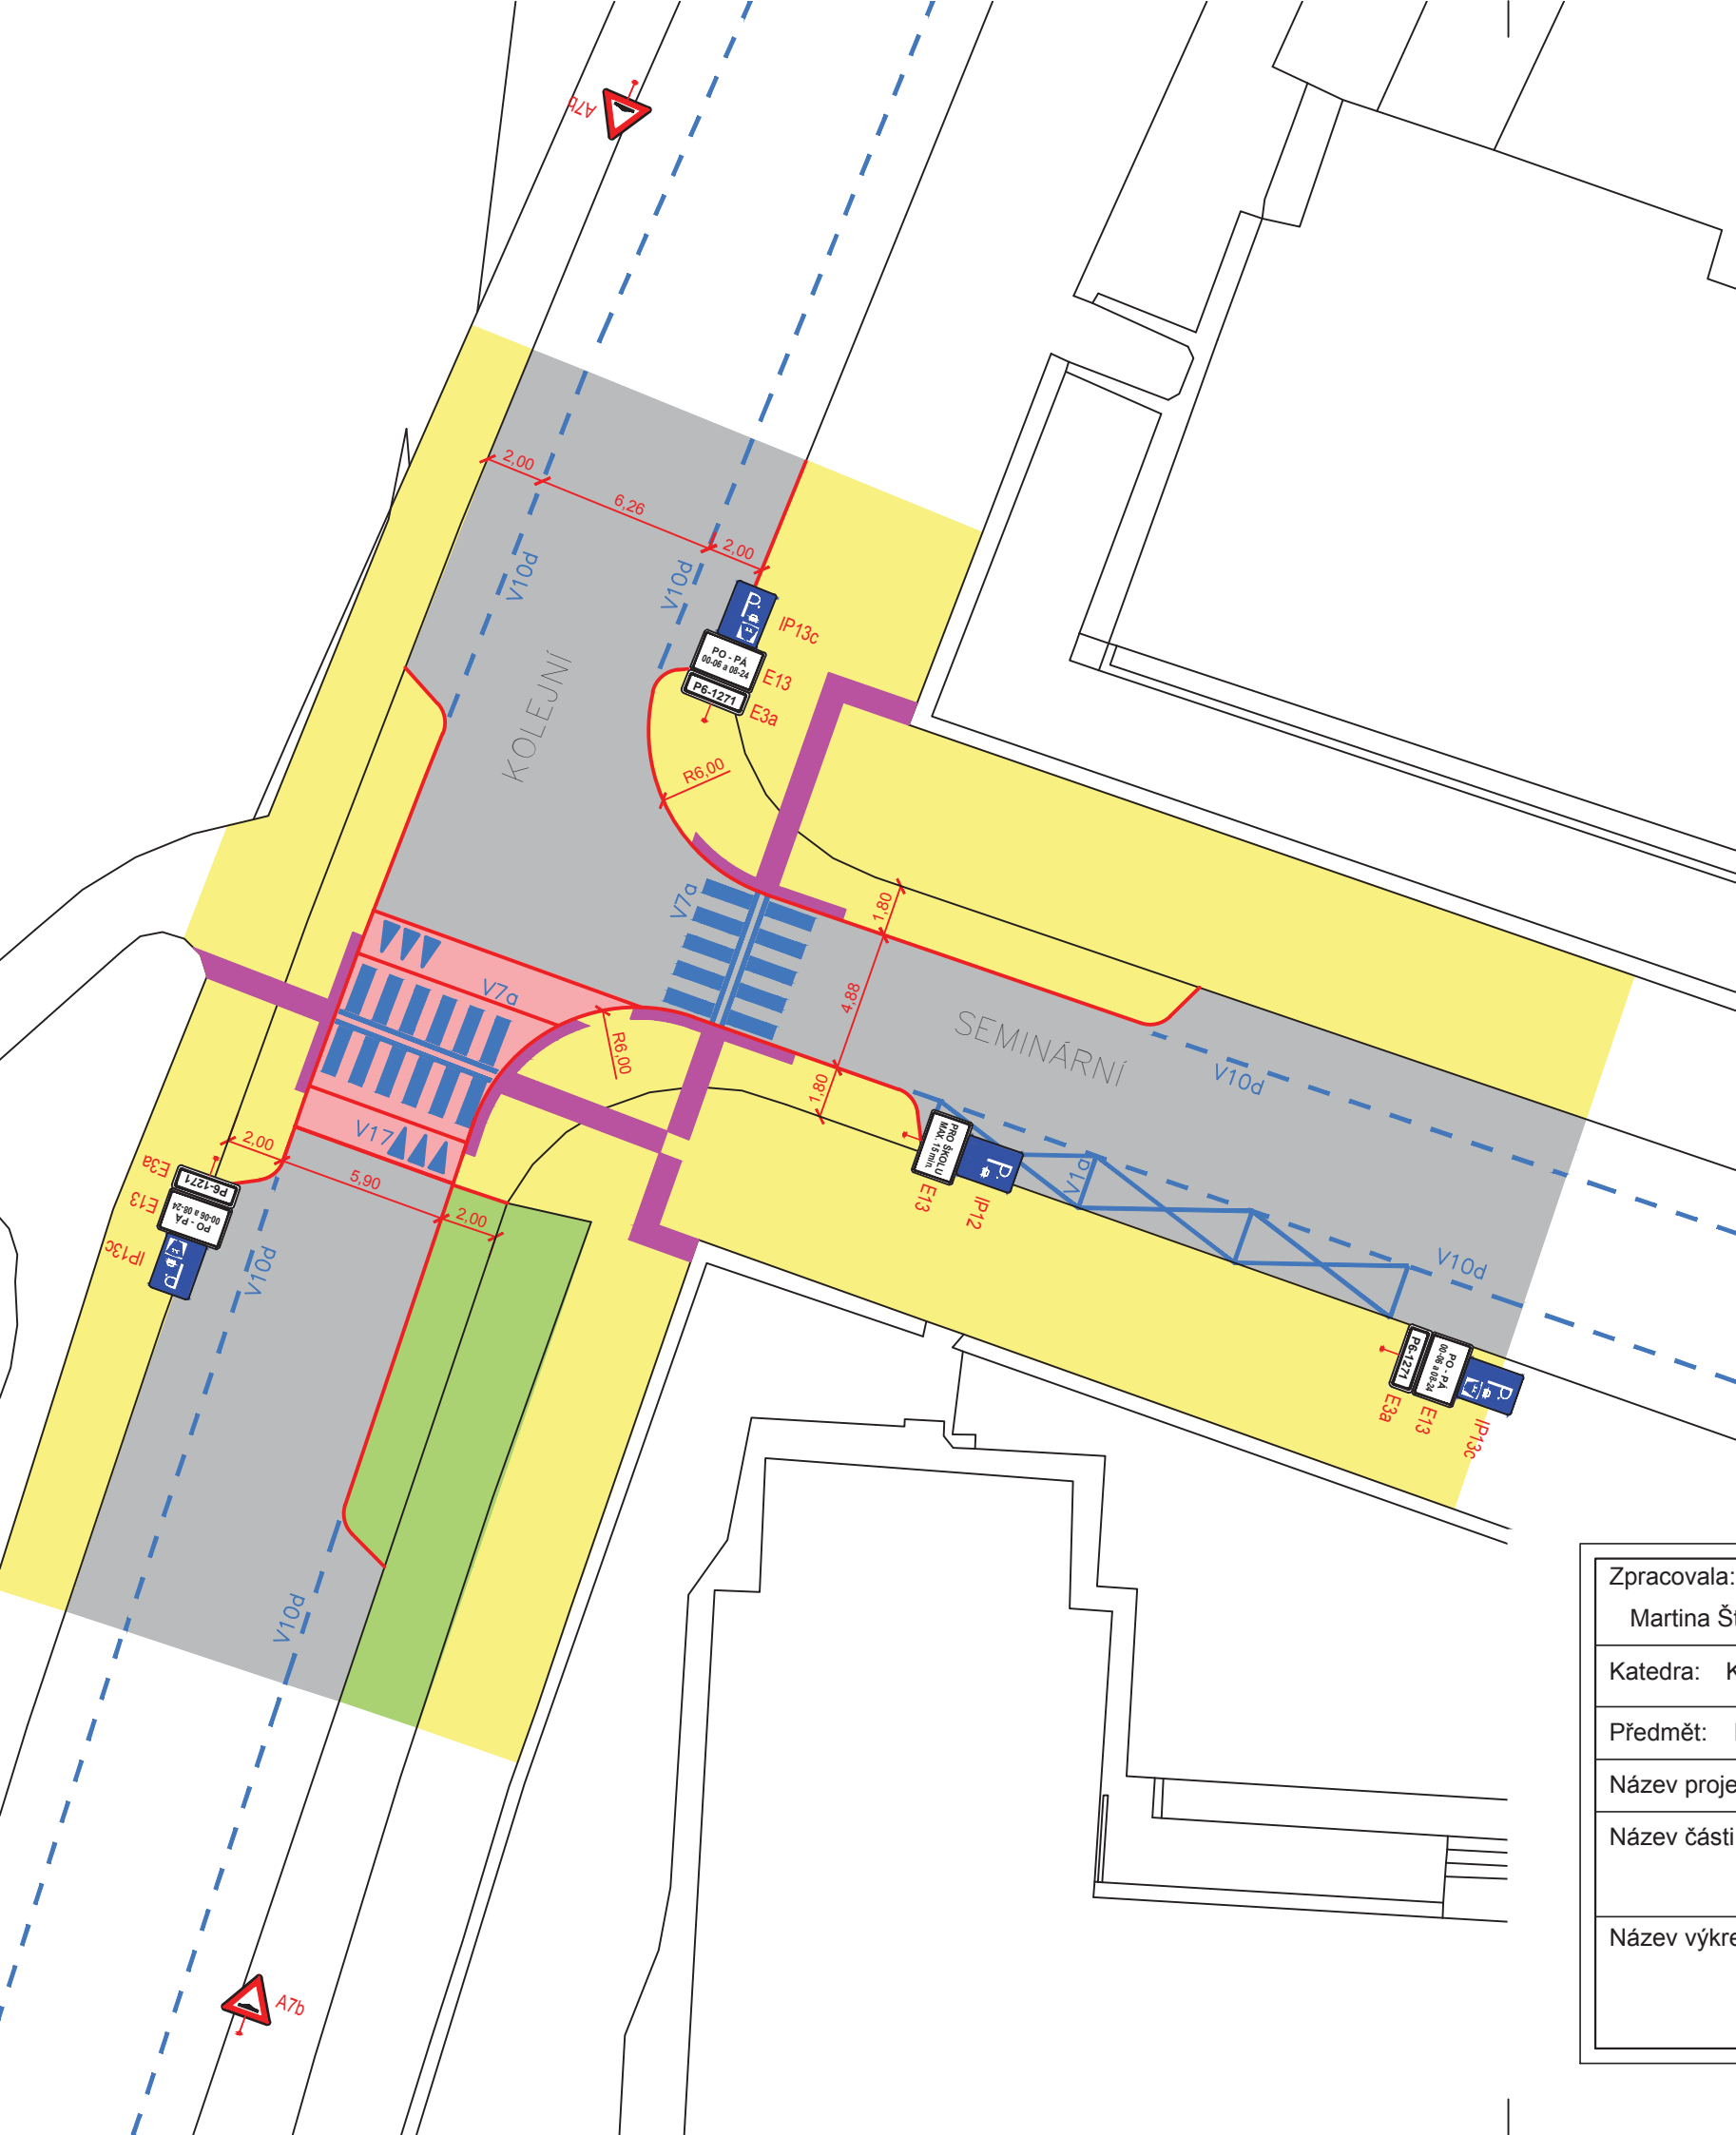 A7b
2,00
6,26
2,00
V10d
V10d
P
IP13c
PO - PÁ
00-06 a 08-24
E13
P6-1271
E3a
KOLEJNÍ
R6,00
V7a
1,80
4,88
1,80
SEMINÁRNÍ
V10d
V7a
R6,00
V17
2,00
5,90
2,00
E3a
P6-1271
E13
PO - PÁ
00-06 a 08-24
IP13c
P
V10d
PRO ŠKOLU
MAX. 15 min.
E13
P
IP12
V10d
P6-1271
E3a
PO - PÁ
00-06 a 08-24
E13
P
IP13c
V10d
A7b
Zpracovala:
Martina
Katedra:
Předmět:
Název
Název části
Název